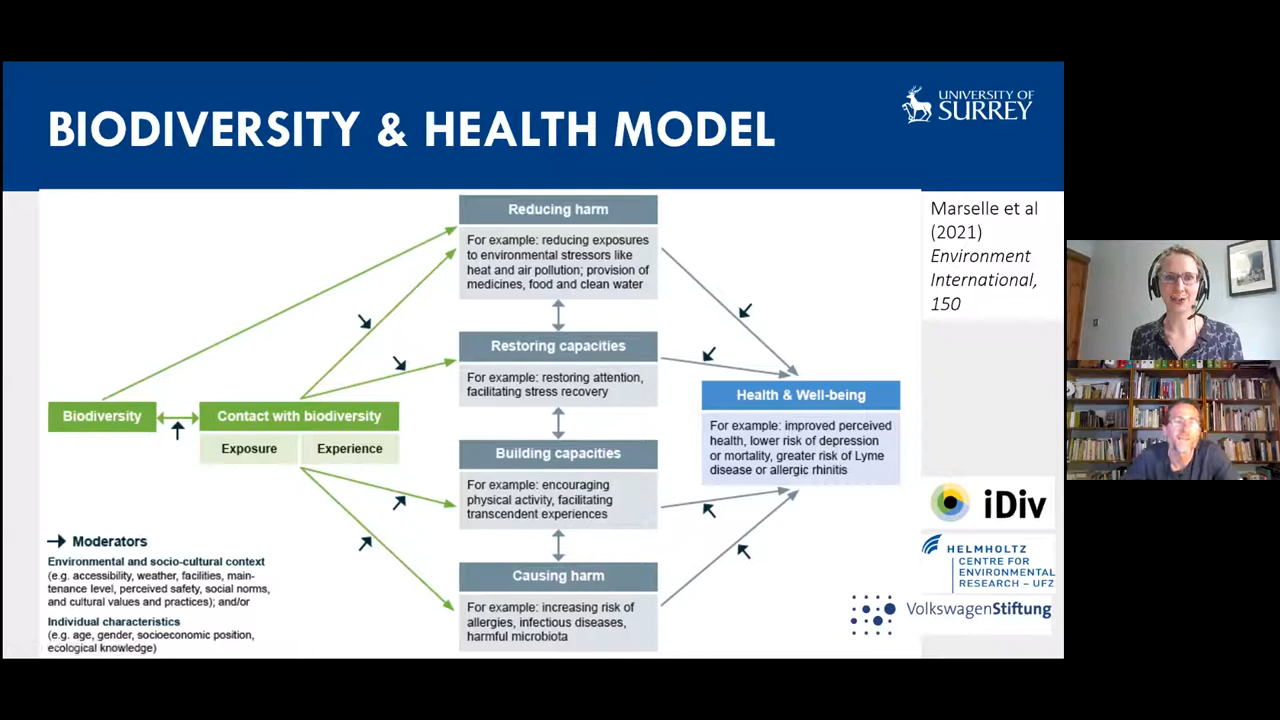 BIODIVERSITY & HEALTH MODEL
UNIVERSITY OF
SURREY
Marselle et al
(2021)
Environment
International,
150
Reducing harm
For example: reducing exposures
to environmental stressors like
heat and air pollution; provision of
medicines, food and clean water
Restoring capacities
For example: restoring attention,
facilitating stress recovery
Biodiversity
Contact with biodiversity
Exposure
Experience
Building capacities
For example: encouraging
physical activity, facilitating
transcendent experiences
Causing harm
For example: increasing risk of
allergies, infectious diseases,
harmful microbiota
Health & Well-being
For example: improved perceived
health, lower risk of depression
or mortality, greater risk of Lyme
disease or allergic rhinitis
Moderators
Environmental and socio-cultural context
(e.g. accessibility, weather, facilities, main-
tenance level, perceived safety, social norms,
and cultural values and practices); and/or
Individual characteristics
(e.g. age, gender, socioeconomic position,
ecological knowledge)
iDiv
HELMHOLTZ
CENTRE FOR
ENVIRONMENTAL
RESEARCH – UFZ
VolkswagenStiftung